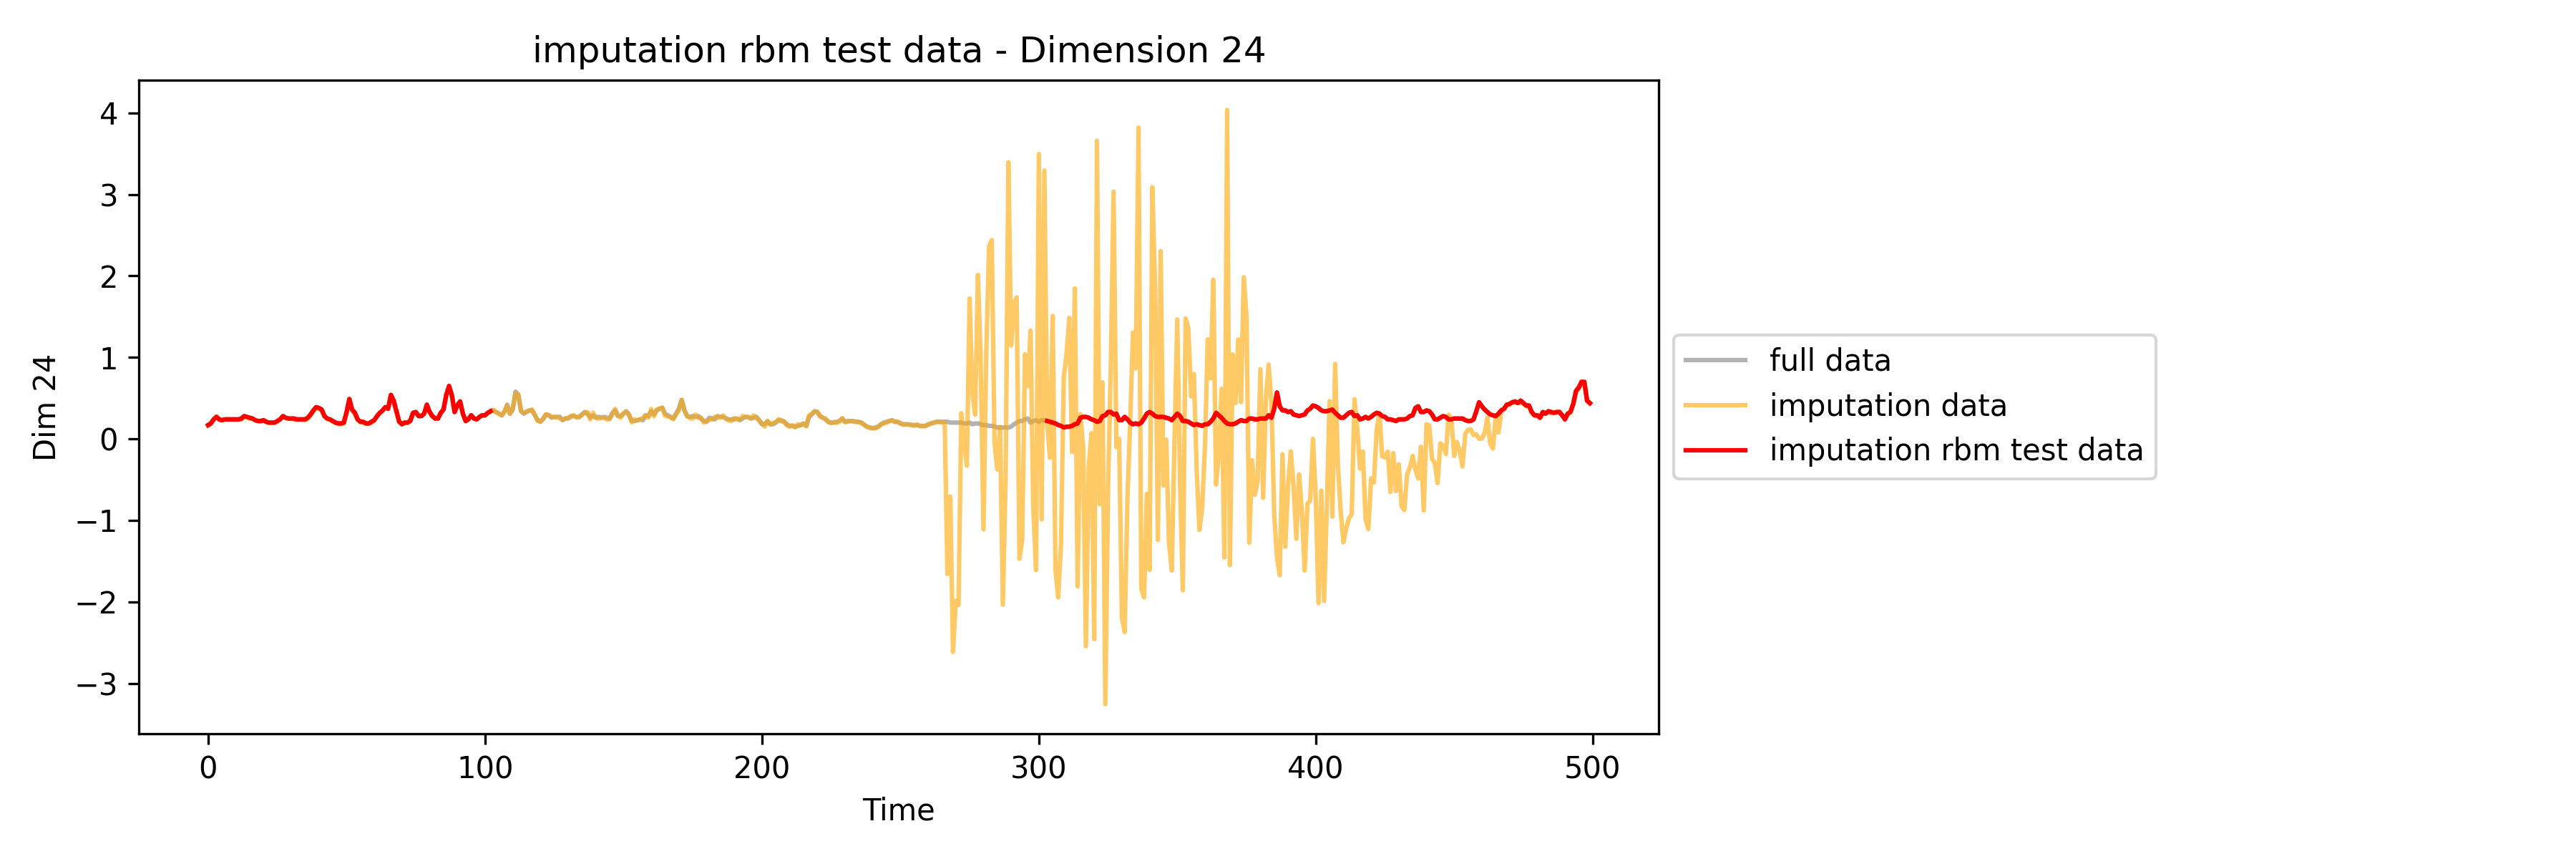 imputation rbm test data - Dimension 24
4
3
2
1
0
−1
−2
−3
Dim 24
0 100 200 300 400 500
Time
full data
imputation data
imputation rbm test data